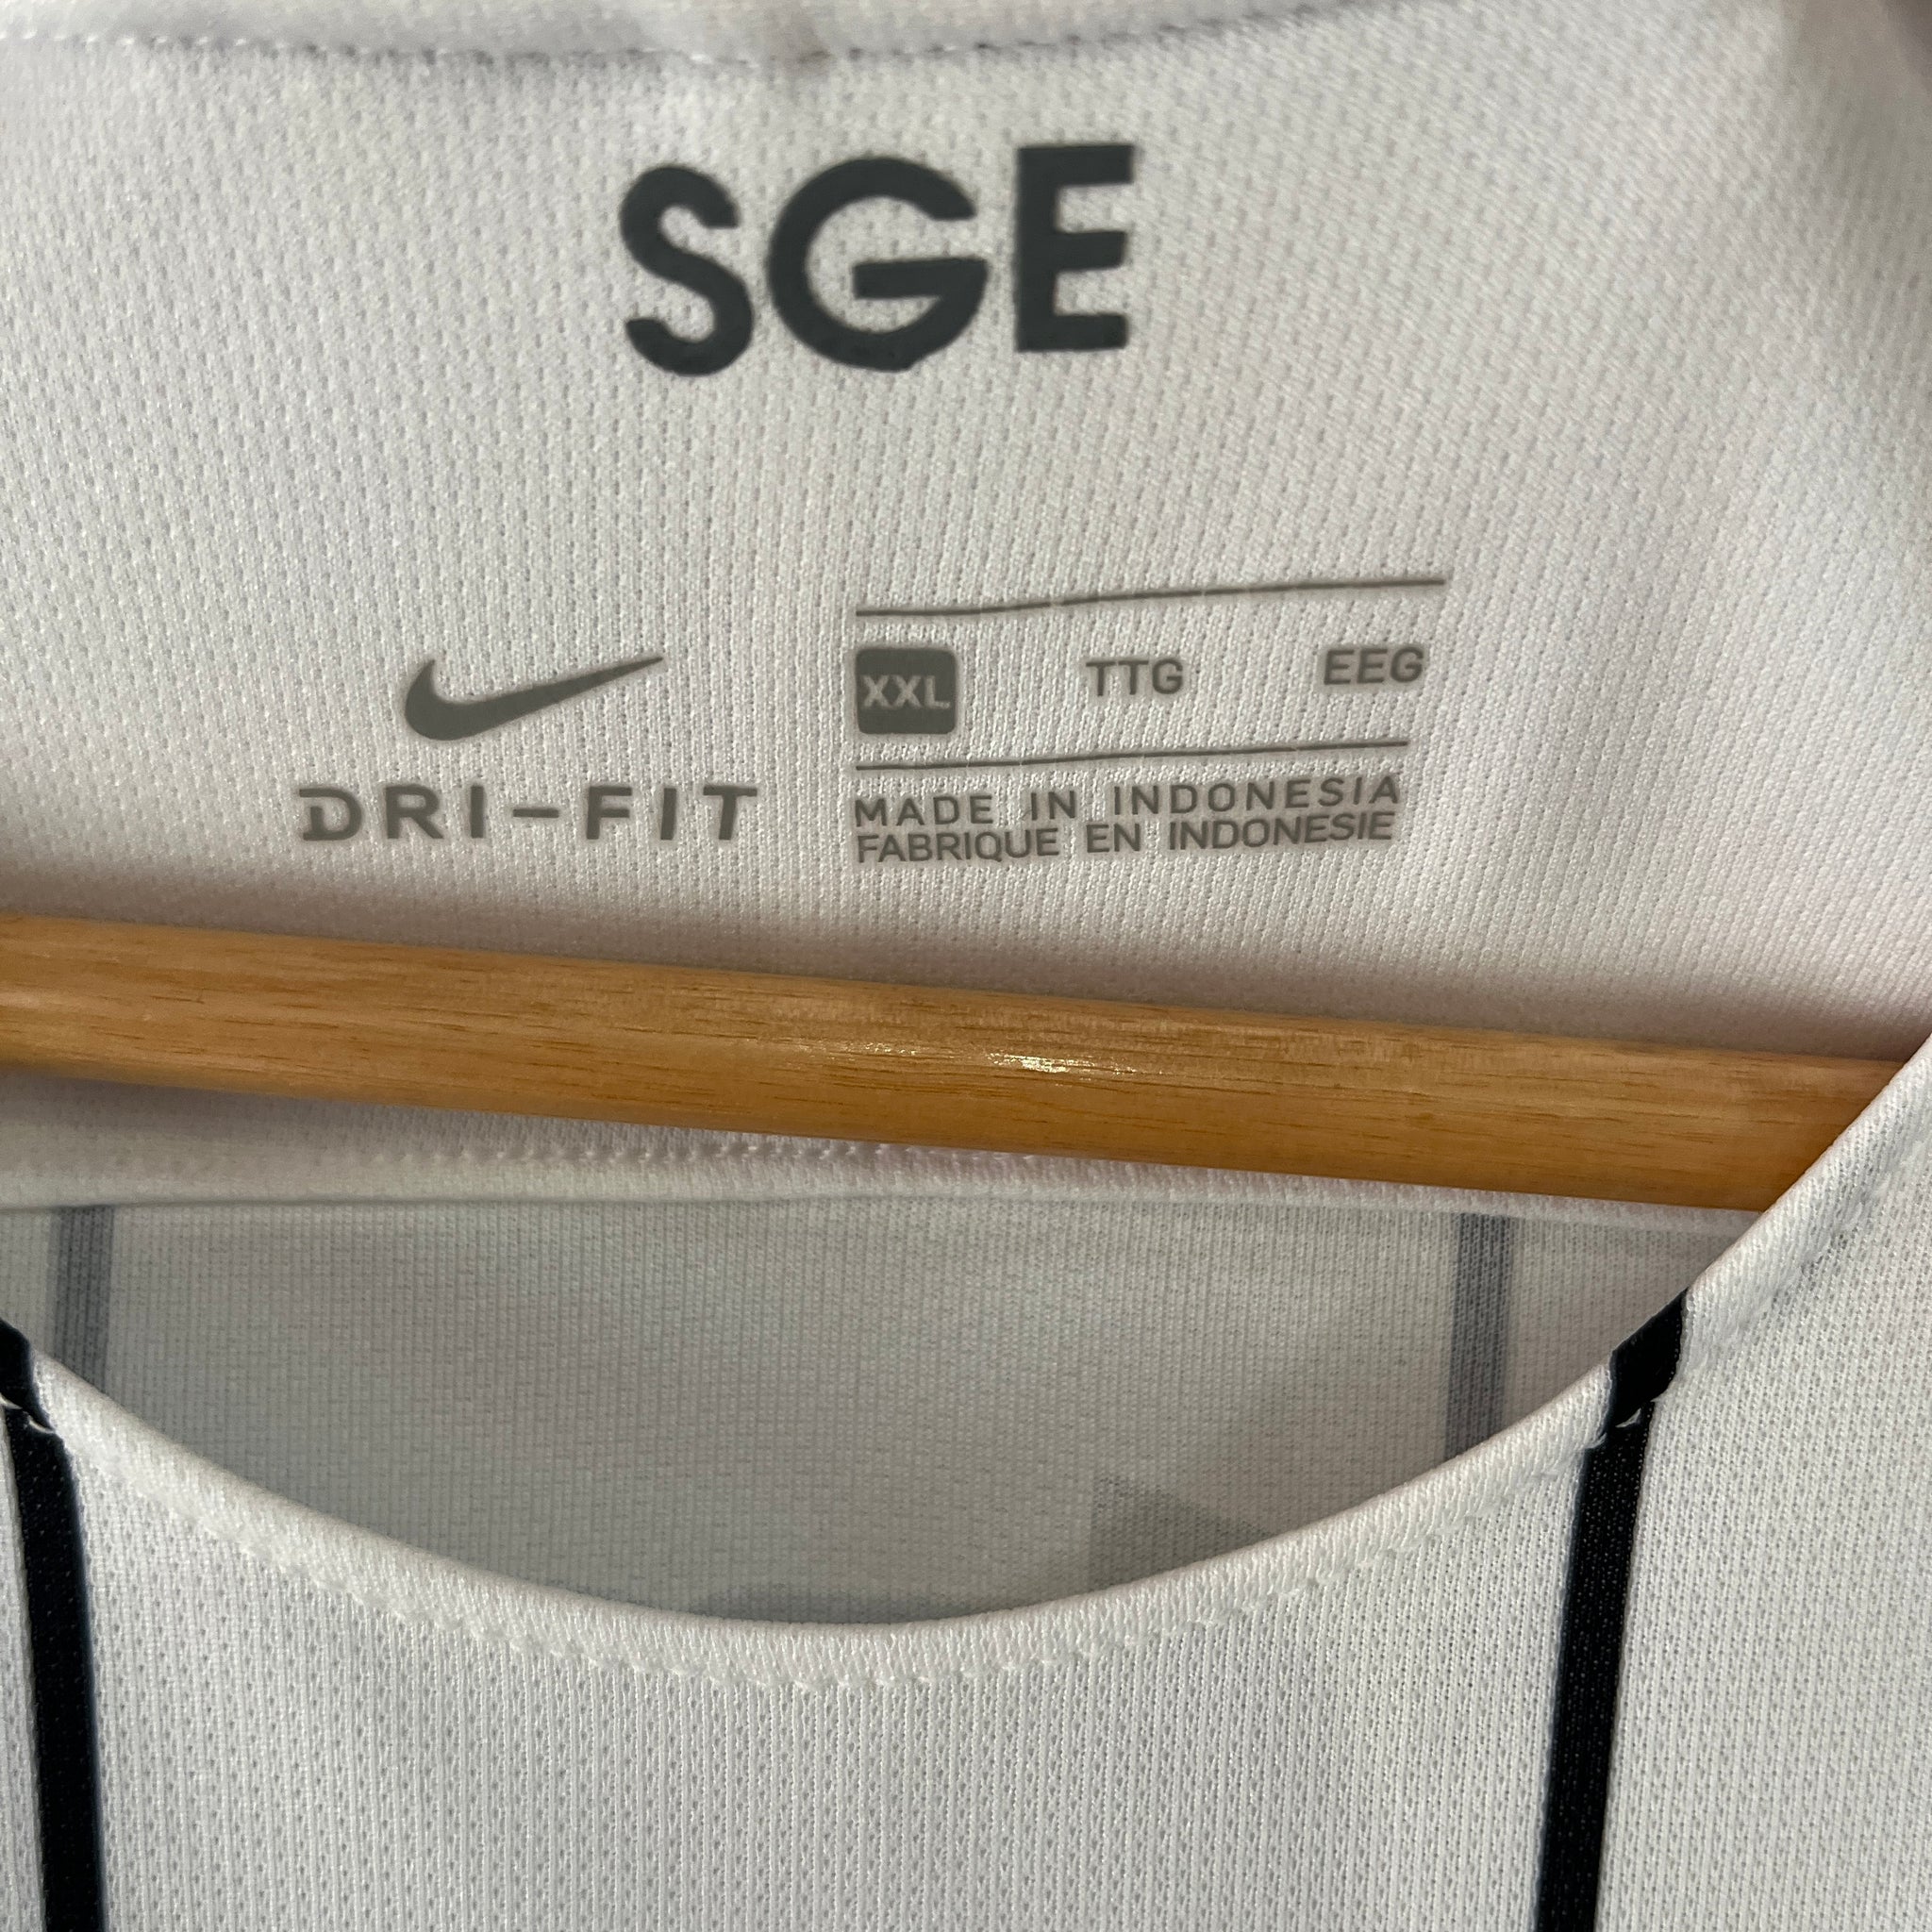 SGE
DRI-FIT
XXL TTG EEG
MADE IN INDONESIA
FABRIQUE EN INDONESIE